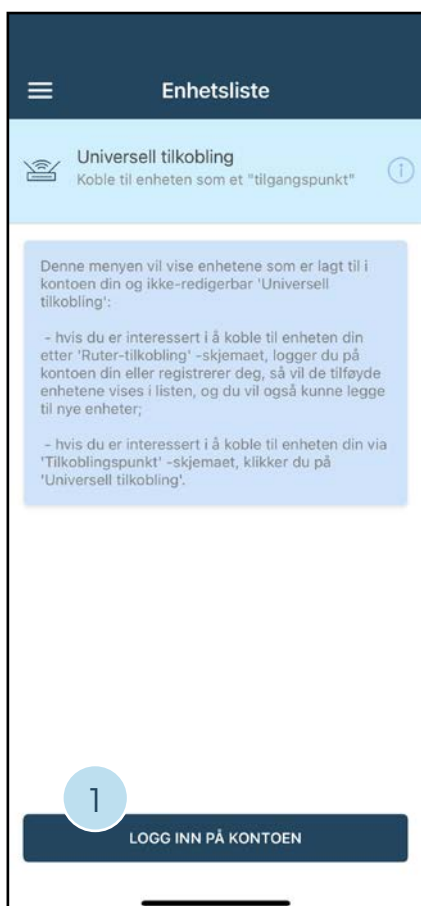 Enhetsliste
Universell tilkobling
Koble til enheten som et "tilgangspunkt"
Denne menyen vil vise enhetene som er lagt til i
kontoen din og ikke-redigerbar 'Universell
tilkobling':
- hvis du er interessert i å koble til enheten din
etter 'Ruter-tilkobling' -skjemaet, logger du på
kontoen din eller registrerer deg, så vil de tilføyde
enhetene vises i listen, og du vil også kunne legge
til nye enheter;
- hvis du er interessert i å koble til enheten din via
'Tilkoblingspunkt' -skjemaet, klikker du på
'Universell tilkobling'.
1
LOGG INN PÅ KONTOEN